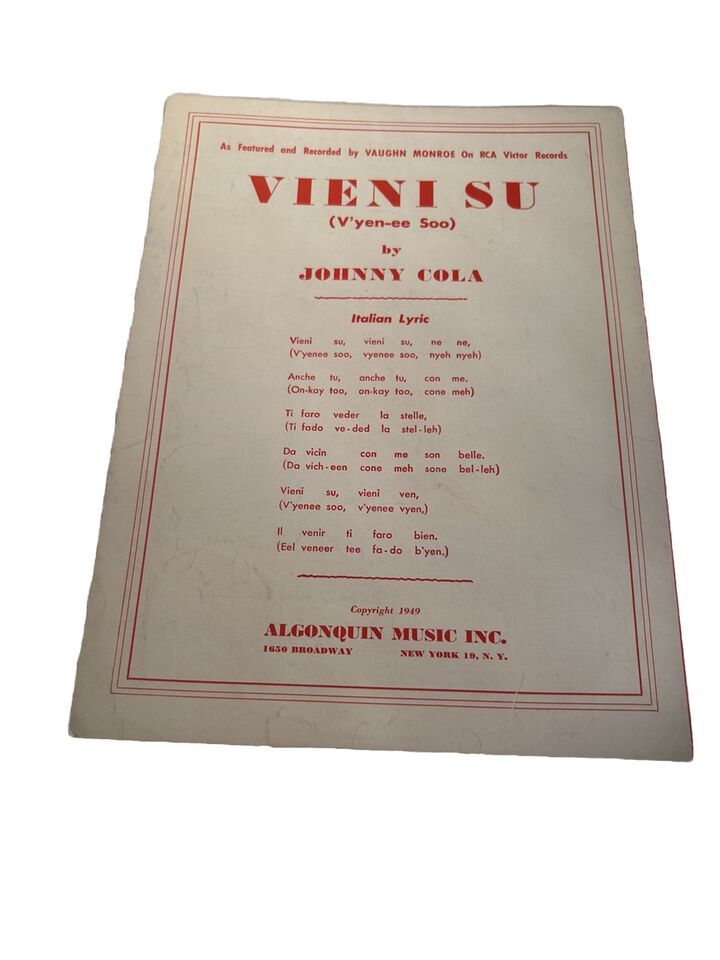 As Featured and Recorded by VAUGHN MONROE On RCA Victor Records
VIENI SU
(V'yen-ee Soo)
by
JOHNNY COLA
Italian Lyric
Vieni su, vieni su, ne ne,
(V'yenee soo, vyenee soo, nyeh nyeh)
Anche tu, anche tu, con me.
(On-kay too, on-kay too, cone meh)
Ti faro veder la stelle,
(Ti fado ve-ded la stel-leh)
Da vicin con me son belle.
(Da vich-een cone meh sone bel-leh)
Vieni su, vieni ven,
(V'yenee soo, v'yenee vyen,)
Il venir ti faro bien.
(Eel veneer tee fa-do b'yen.)
Copyright 1949
ALGONQUIN MUSIC INC.
1650 BROADWAY NEW YORK 19, N. Y.